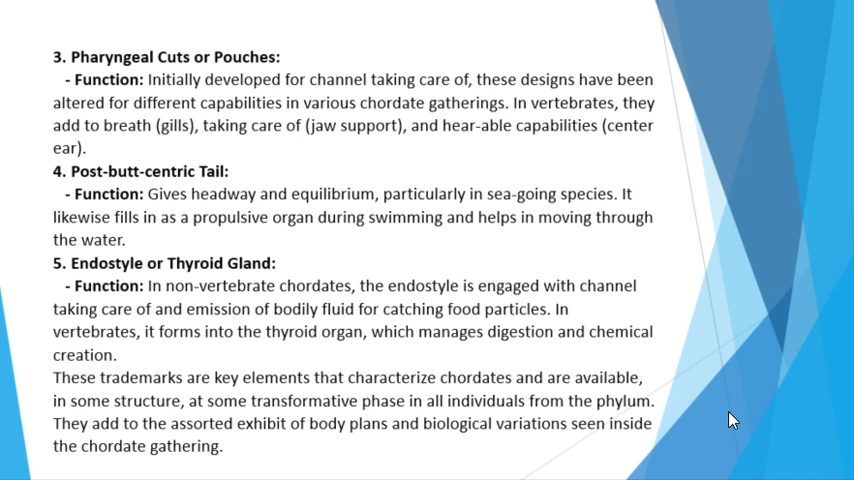 3. Pharyngeal Cuts or Pouches:
- Function: Initially developed for channel taking care of, these designs have been
altered for different capabilities in various chordate gatherings. In vertebrates, they
add to breath (gills), taking care of (jaw support), and hear-able capabilities (center
ear).
4. Post-butt-centric Tail:
- Function: Gives headway and equilibrium, particularly in sea-going species. It
likewise fills in as a propulsive organ during swimming and helps in moving through
the water.
5. Endostyle or Thyroid Gland:
- Function: In non-vertebrate chordates, the endostyle is engaged with channel
taking care of and emission of bodily fluid for catching food particles. In
vertebrates, it forms into the thyroid organ, which manages digestion and chemical
creation.
These trademarks are key elements that characterize chordates and are available,
in some structure, at some transformative phase in all individuals from the phylum.
They add to the assorted exhibit of body plans and biological variations seen inside
the chordate gathering.